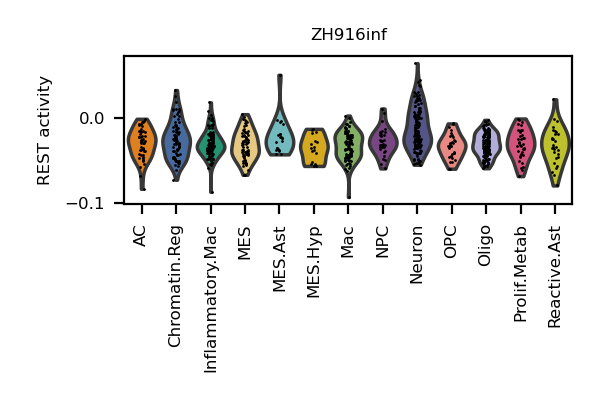 ZH916inf
REST activity
0.0
−0.1
AC
Chromatin.Reg
Inflammatory.Mac
MES
MES.Ast
MES.Hyp
Mac
NPC
Neuron
OPC
Oligo
Prolif.Metab
Reactive.Ast